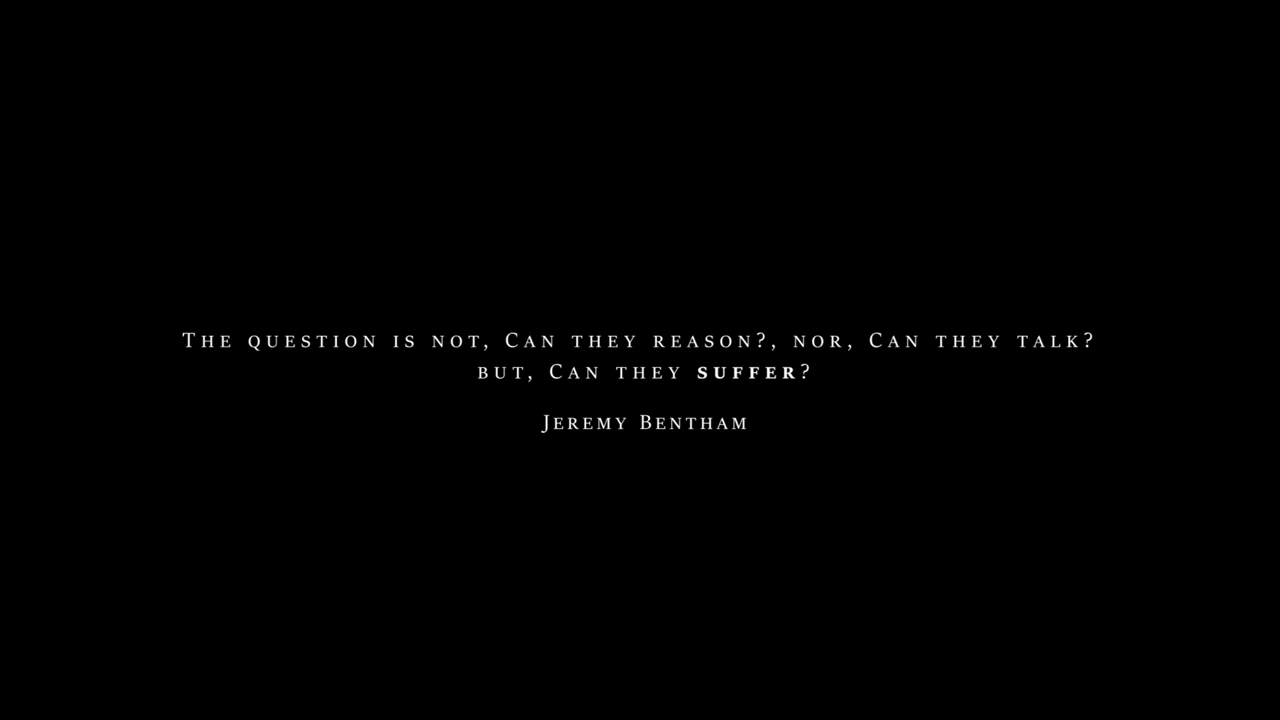 The question is not, Can they reason?, nor, Can they talk?
but, Can they suffer?
Jeremy Bentham